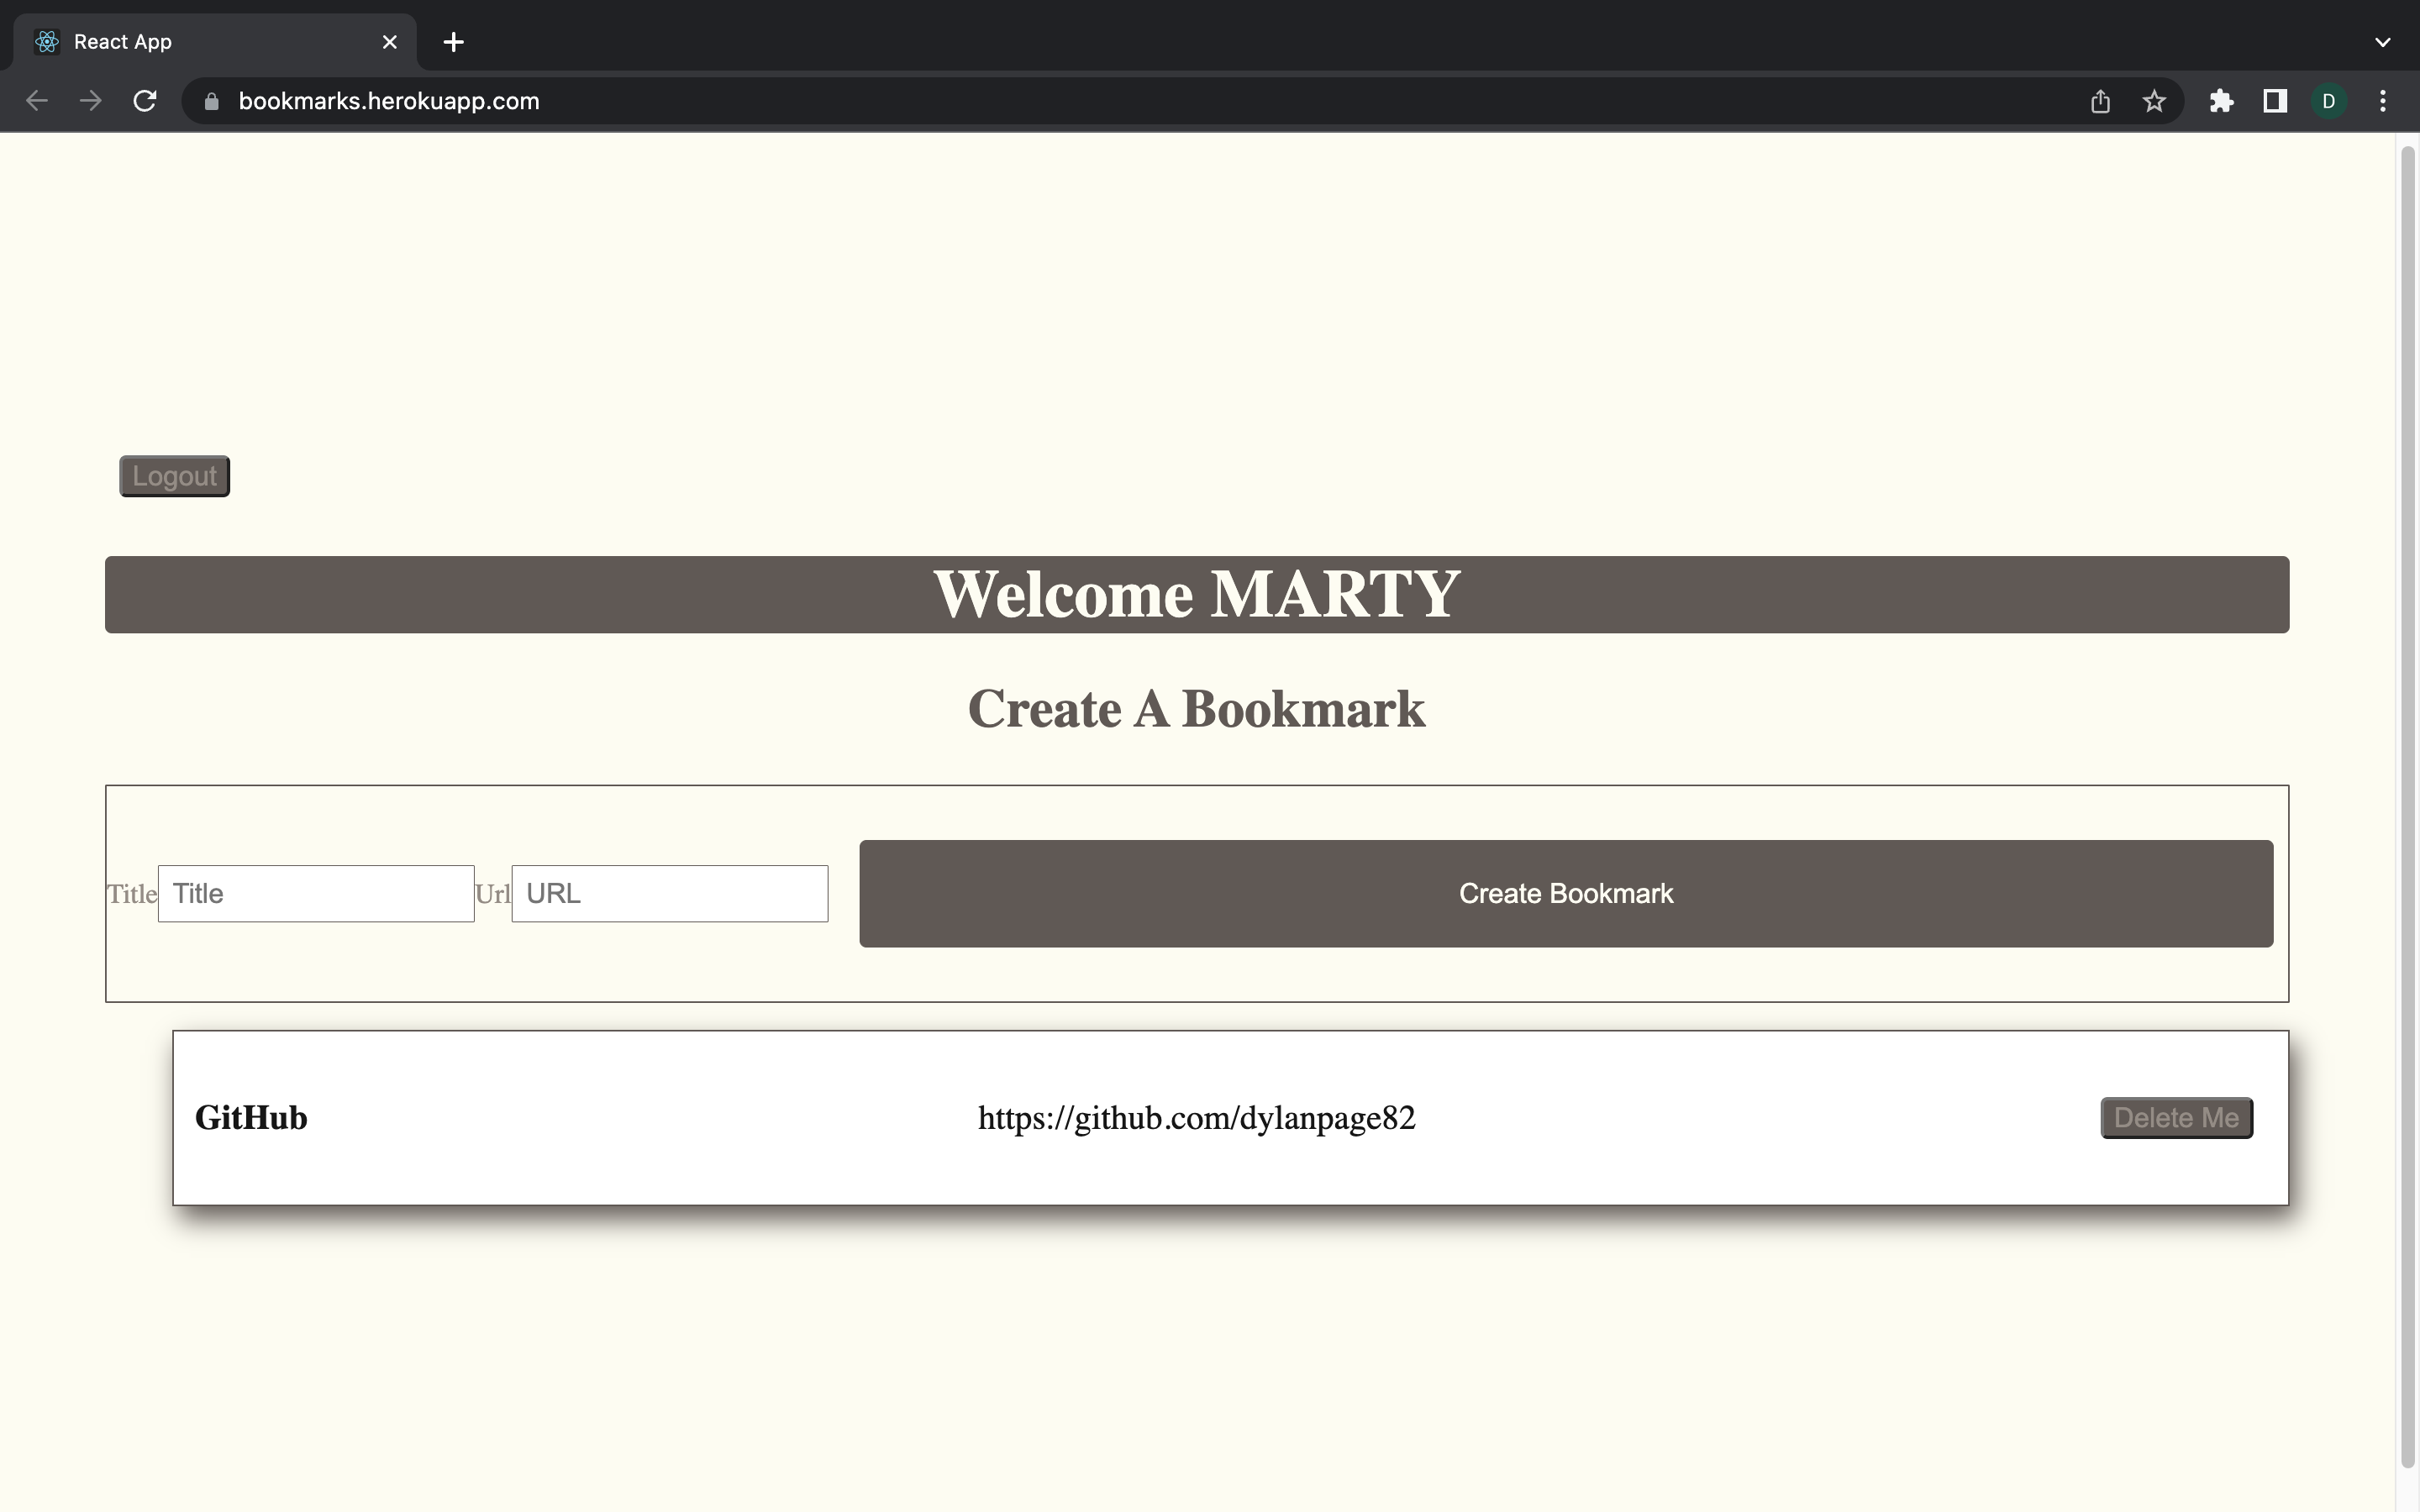 React App
bookmarks.herokuapp.com
D
Logout
Welcome MARTY
Create A Bookmark
Title Title Url URL Create Bookmark
GitHub https://github.com/dylanpage82 Delete Me